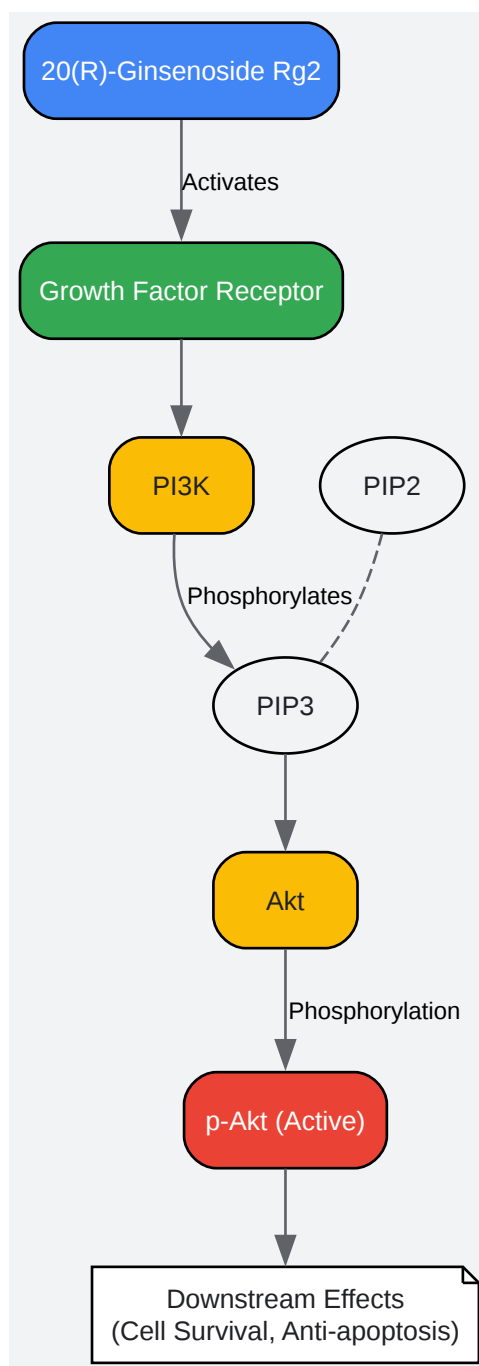 20(R)-Ginsenoside Rg2
Activates
Growth Factor Receptor
PI3K
PIP2
Phosphorylates
PIP3
Akt
Phosphorylation
p-Akt (Active)
Downstream Effects
(Cell Survival, Anti-apoptosis)